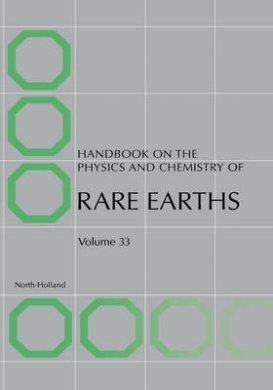 HANDBOOK ON THE
PHYSICS AND CHEMISTRY OF
RARE EARTHS
Volume 33
North-Holland